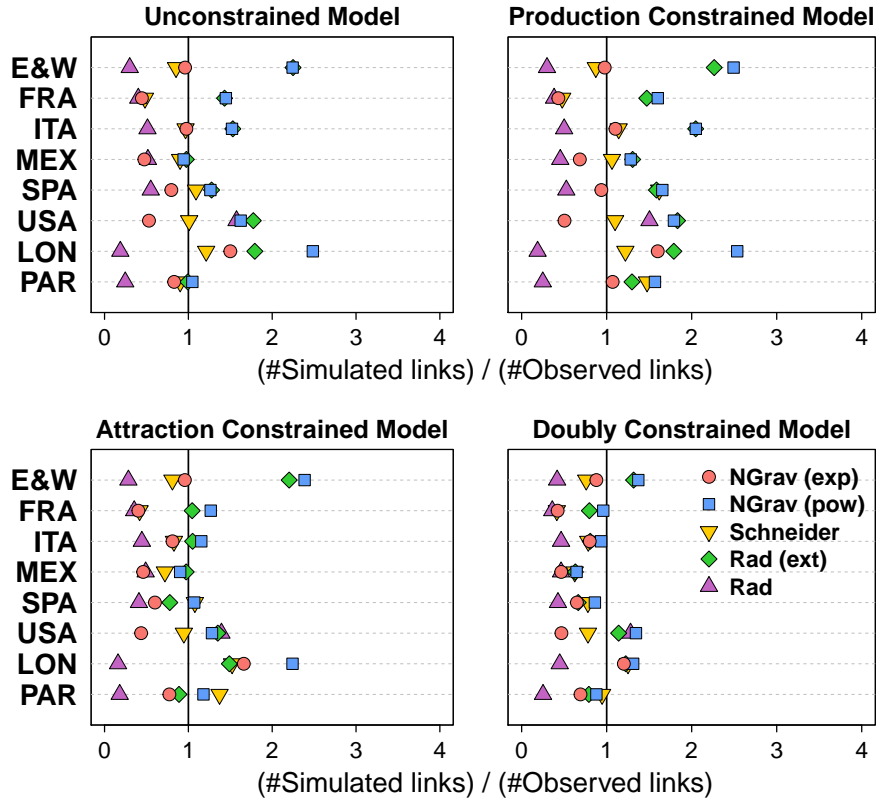 Unconstrained Model
Production Constrained Model
E&W
FRA
ITA
MEX
SPA
USA
LON
PAR
0 1 2 3 4
0 1 2 3 4
(#Simulated links) / (#Observed links)
Attraction Constrained Model
Doubly Constrained Model
E&W
FRA
ITA
MEX
SPA
USA
LON
PAR
NGrav (exp)
NGrav (pow)
Schneider
Rad (ext)
Rad
0 1 2 3 4
0 1 2 3 4
(#Simulated links) / (#Observed links)